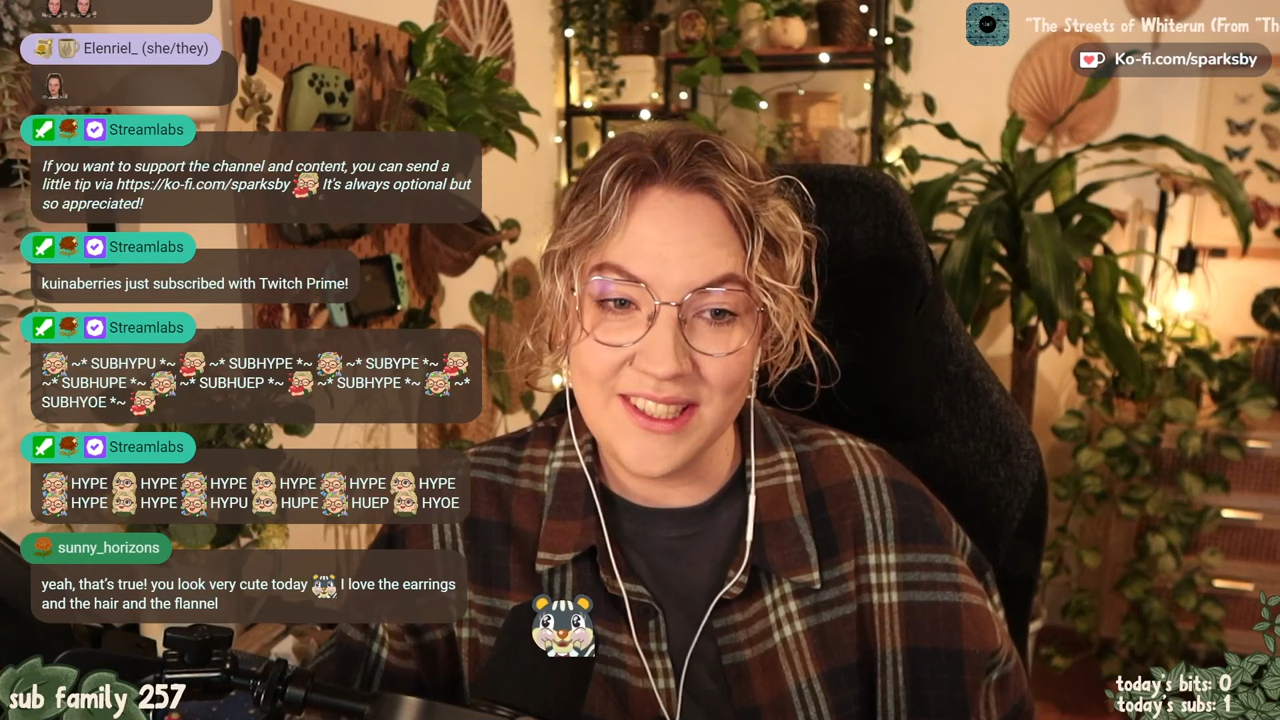 Elenriel_ (she/they)
Streamlabs
If you want to support the channel and content, you can send a
little tip via https://ko-fi.com/sparksby It's always optional but
so appreciated!
Streamlabs
kuinaberries just subscribed with Twitch Prime!
Streamlabs
~* SUBHYPU *~ ~* SUBHYPE *~ ~* SUBYPE *~
~* SUBHUPE *~ ~* SUBHUEP *~ ~* SUBHYPE *~ ~*
SUBHYOE *~
Streamlabs
HYPE HYPE HYPE HYPE HYPE HYPE
HYPE HYPE HYPU HUPE HUEP HYOE
sunny_horizons
yeah, that's true! you look very cute today I love the earrings
and the hair and the flannel
sub family 257
"The Streets of Whiterun (From "Th
Ko-fi.com/sparksby
today's bits: 0
today's subs: 1